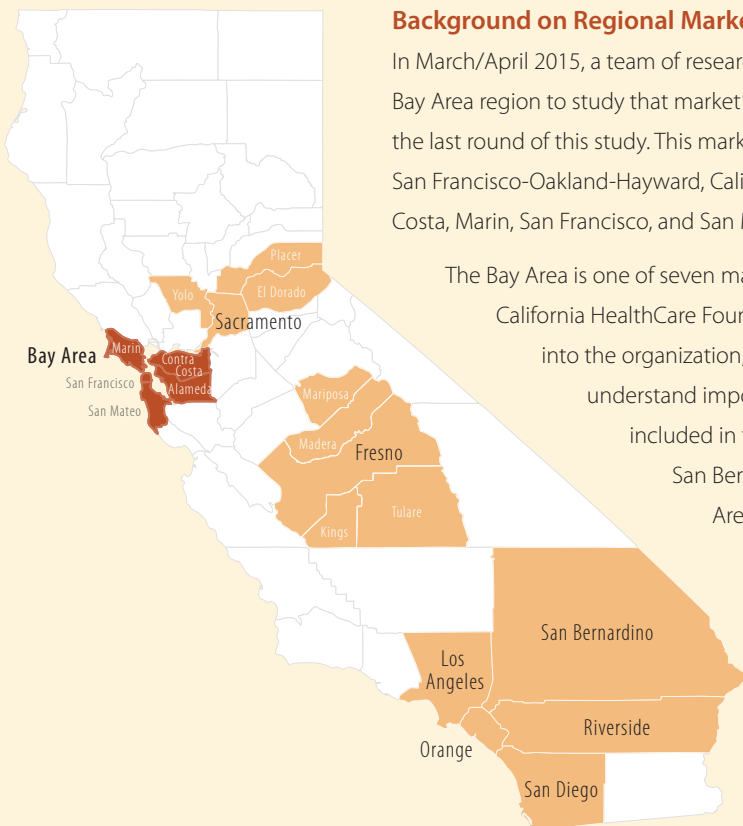 Background on Regional Marke
In March/April 2015, a team of resear
Bay Area region to study that market'
the last round of this study. This mark
San Francisco-Oakland-Hayward, Cali
Costa, Marin, San Francisco, and San M
The Bay Area is one of seven ma
California HealthCare Foun
into the organization,
understand impo
included in t
San Bern
Are
Placer
El Dorado
Yolo
Sacramento
Bay Area
Marin
Contra
Costa
Alameda
San Francisco
San Mateo
Mariposa
Madera
Fresno
Kings
Tulare
San Bernardino
Los
Angeles
Riverside
Orange
San Diego